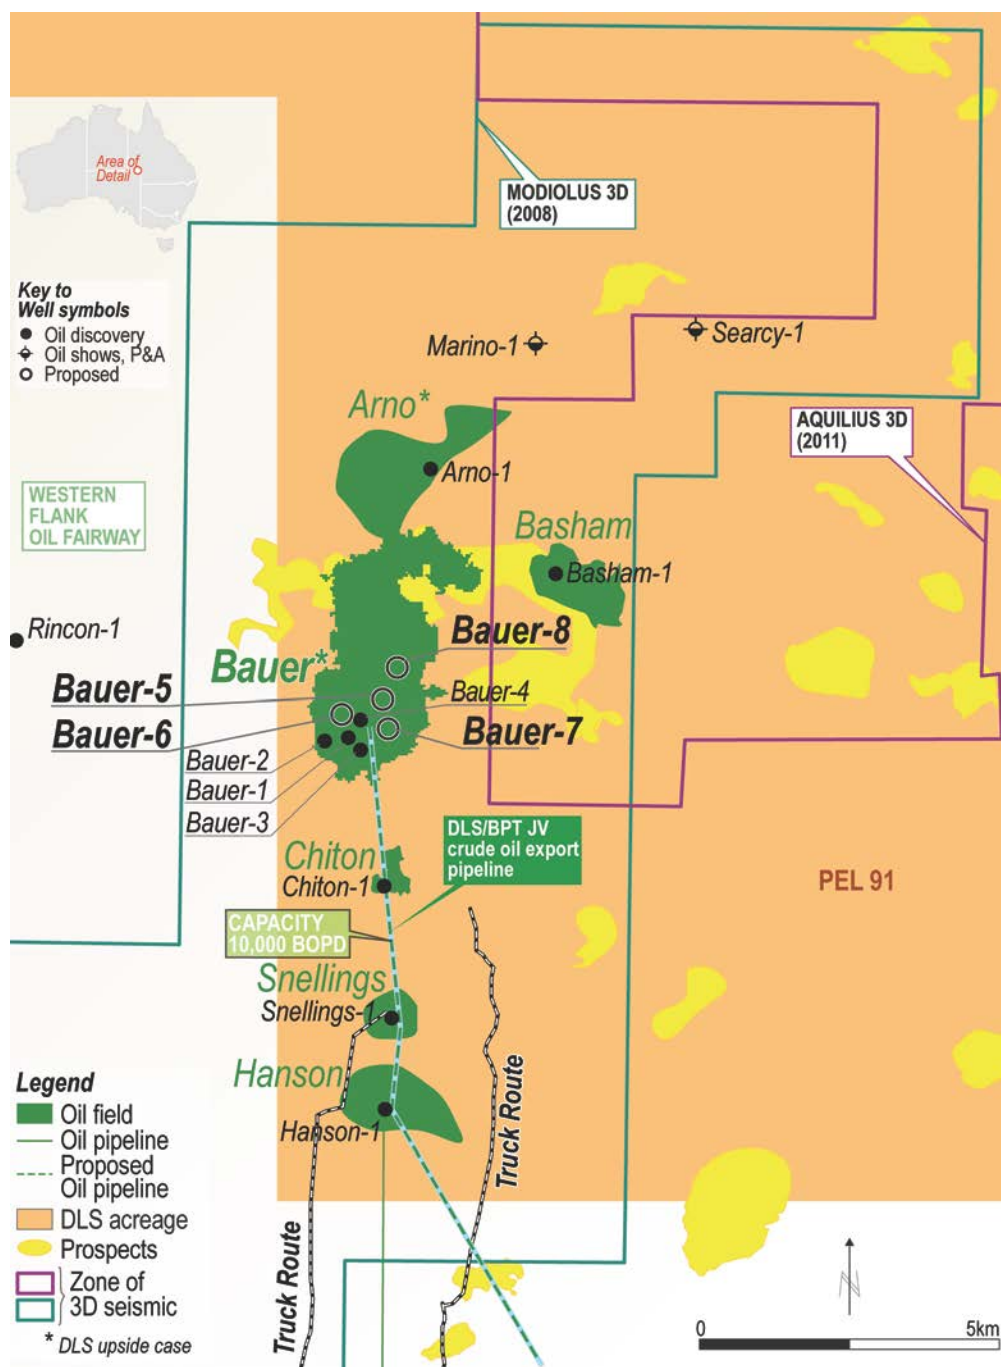 Area of
Detail
MODIOLUS 3D
(2008)
Key to
Well symbols
Oil discovery
Oil shows, P&A
Proposed
Marino-1
Searcy-1
Arno*
AQUILIUS 3D
(2011)
Arno-1
WESTERN
FLANK
OIL FAIRWAY
Basham
Basham-1
Rincon-1
Bauer-8
Bauer*
Bauer-5
Bauer-4
Bauer-6
Bauer-7
Bauer-2
Bauer-1
Bauer-3
DLS/BPT JV
crude oil export
pipeline
Chiton
Chiton-1
PEL 91
CAPACITY
10,000 BOPD
Snellings
Snellings-1
Hanson
Hanson-1
Truck Route
Truck Route
Legend
Oil field
Oil pipeline
Proposed
Oil pipeline
DLS acreage
Prospects
Zone of
3D seismic
* DLS upside case
N
0 5km